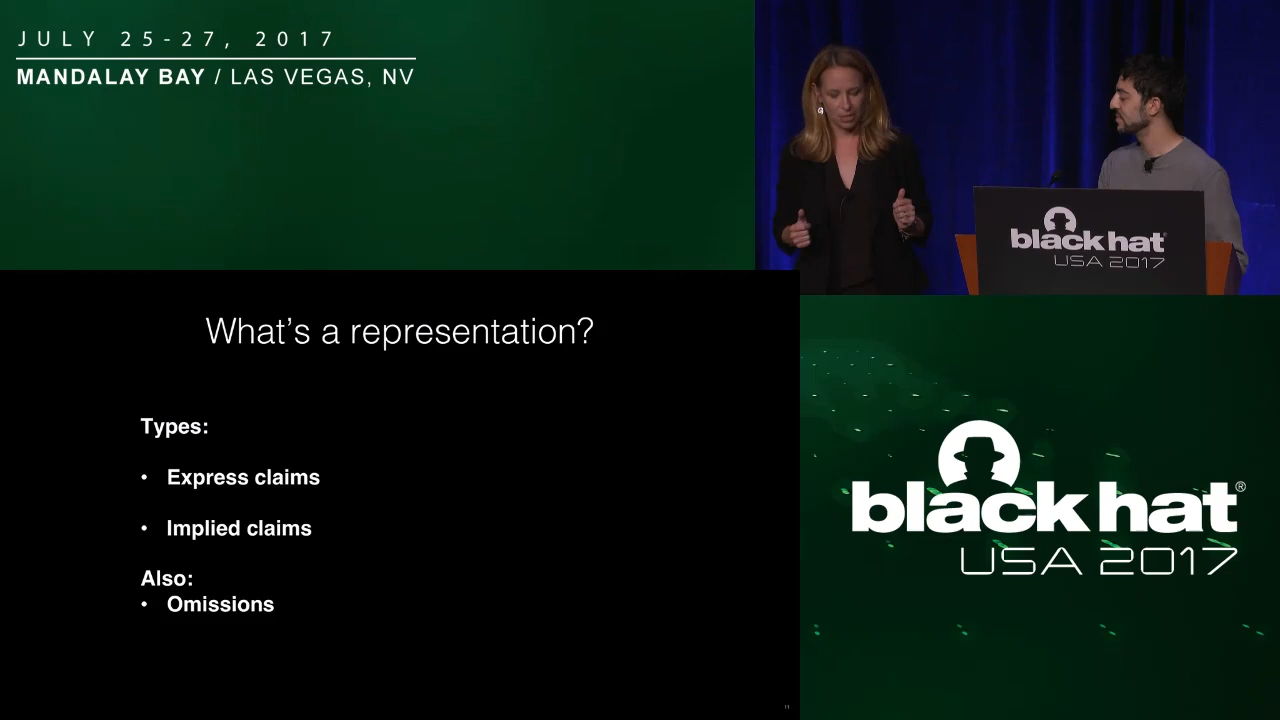 JULY 25-27, 2017
MANDALAY BAY / LAS VEGAS, NV
black hat
USA 2017
What's a representation?
Types:
• Express claims
• Implied claims
Also:
• Omissions
black hat®
USA 2017